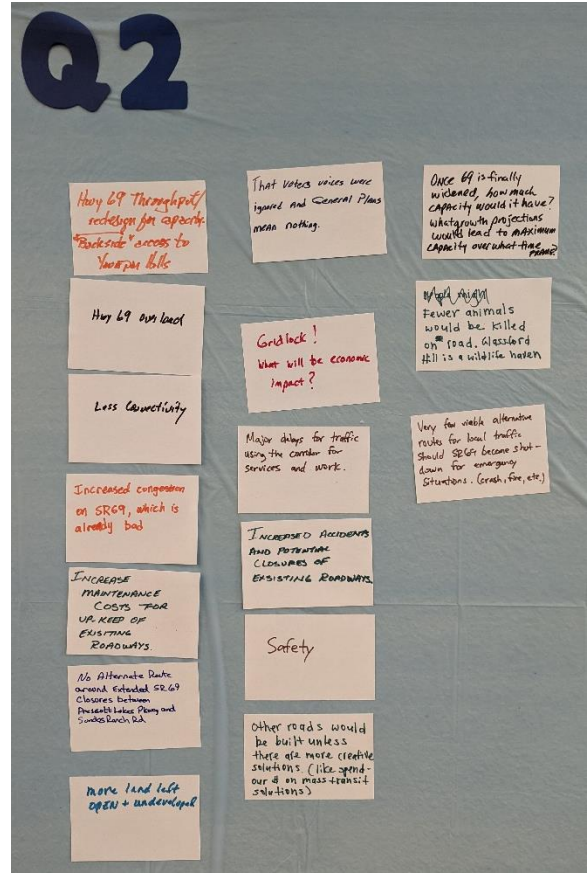 Q2
Hwy 69 Throughput/
redesign for capacity.
"Backside" access to
Hwy 69 overload
Less Connectivity
Increased congestion
on SR69, which is
already bad
INCREASE
MAINTENANCE
COSTS FOR
UP-KEEP OF
EXISITING
ROADWAYS.
No Alternate Route
around Extended SR69
Closures between
Prescott Lakes Pkwy and
Sundog Ranch Rd
more land left
OPEN + undeveloped
That voters voices were
ignored and General Plans
mean nothing.
Gridlock!
What will be economic
impact?
Major delays for traffic
using the corridor for
services and work.
INCREASED ACCIDENTS
AND POTENTIAL
CLOSURES OF
EXSISTING ROADWAYS.
Safety
Other roads would
be built unless
there are more creative
solutions. (like spend-
our $ on mass transit
solutions)
ONCE 69 is finally
widened, how much
capacity would it have?
What growth projections
would lead to MAXIMUM
capacity over what time
FRAME?
Fewer animals
would be killed
on road. Glassford
Hill is a wildlife haven
Very few viable alternative
routes for local traffic
should SR69 become shut-
down for emergency
situations. (crash, fire, etc.)